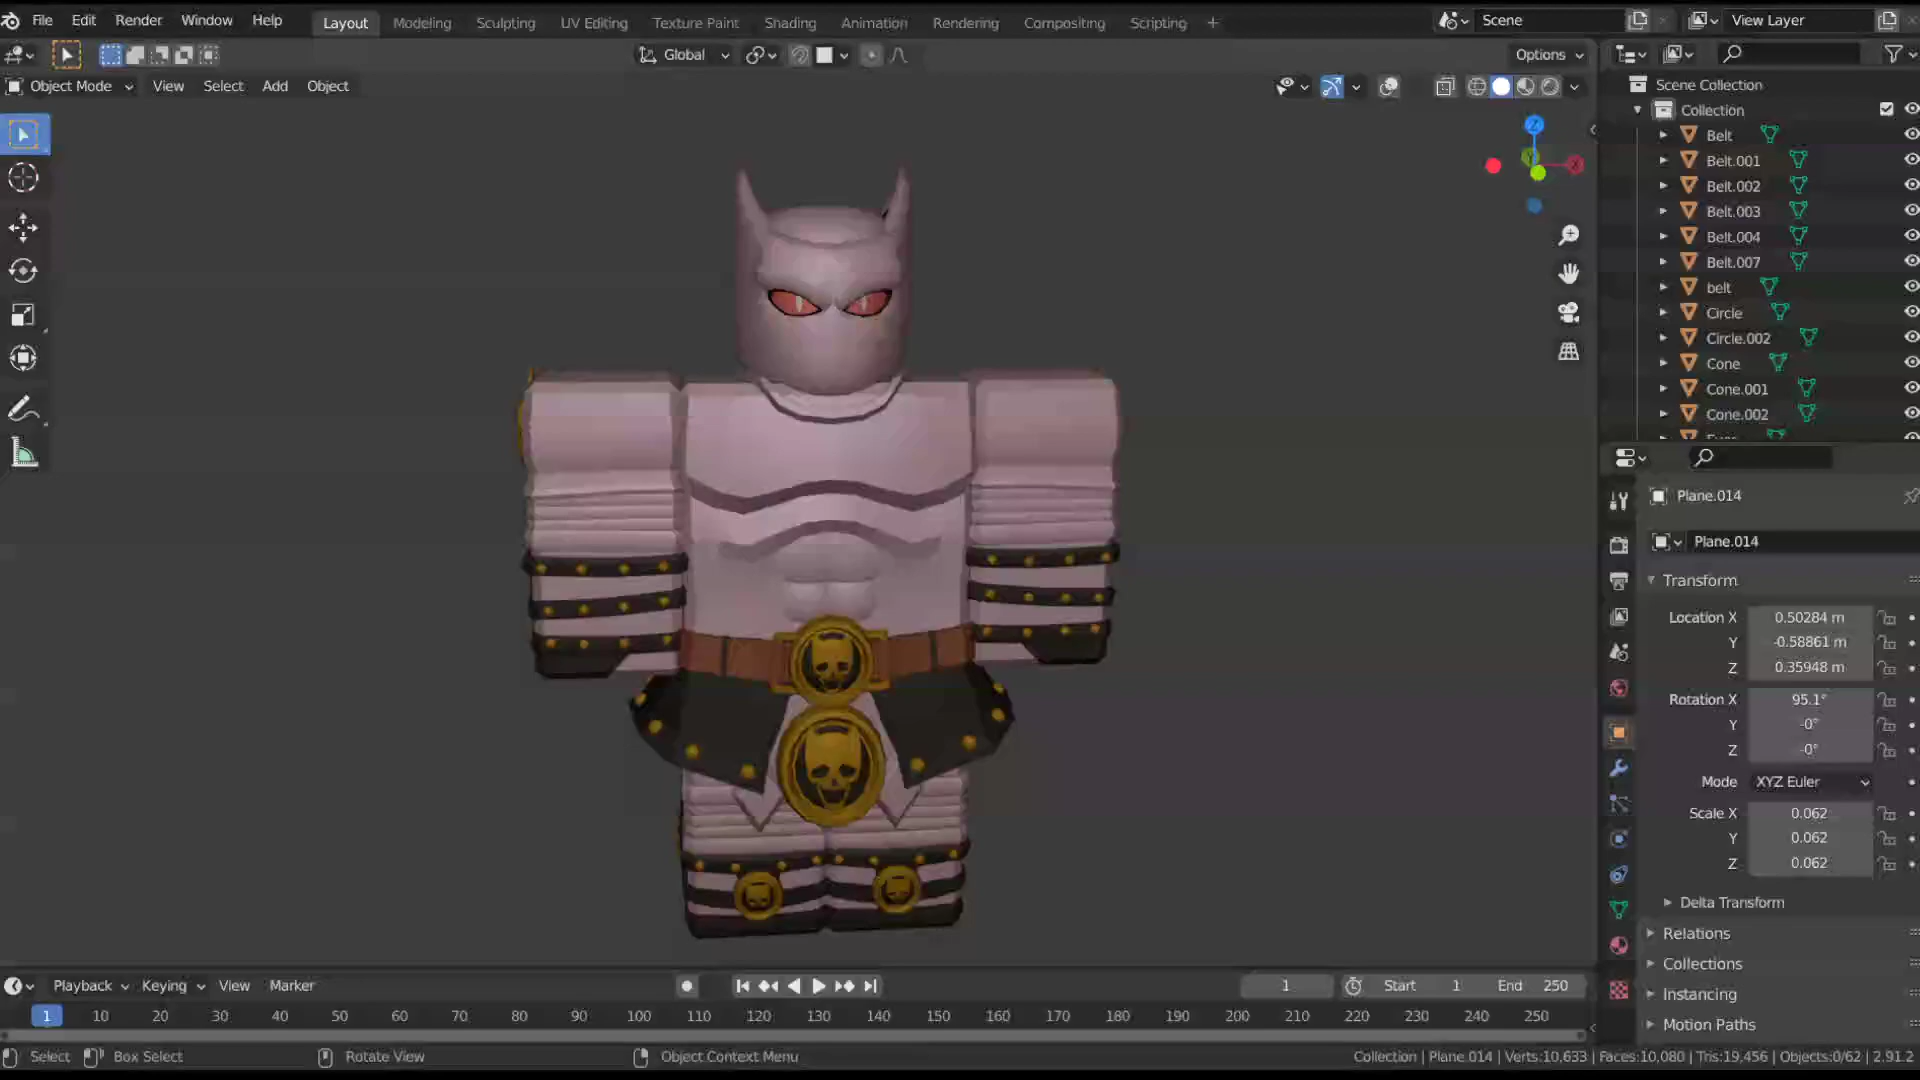 File Edit Render Window Help Layout Modeling Sculpting UV Editing Texture Paint Shading Animation Rendering Compositing Scripting + Scene View Layer
Global Options
Object Mode View Select Add Object
Scene Collection
Collection
Belt
Belt.001
Belt.002
Belt.003
Belt.004
Belt.007
belt
Circle
Circle.002
Cone
Cone.001
Cone.002
Z
X
Plane.014
Plane.014
Transform
Location X 0.50284 m
Y -0.58861 m
Z 0.35948 m
Rotation X 95.1°
Y -0°
Z -0°
Mode XYZ Euler
Scale X 0.062
Y 0.062
Z 0.062
Delta Transform
Relations
Collections
Instancing
Motion Paths
Playback Keying View Marker 1 Start 1 End 250
1 10 20 30 40 50 60 70 80 90 100 110 120 130 140 150 160 170 180 190 200 210 220 230 240 250
Select Box Select Rotate View Object Context Menu Collection | Plane.014 | Verts:10,633 | Faces:10,080 | Tris:19,456 | Objects:0/62 | 2.91.2